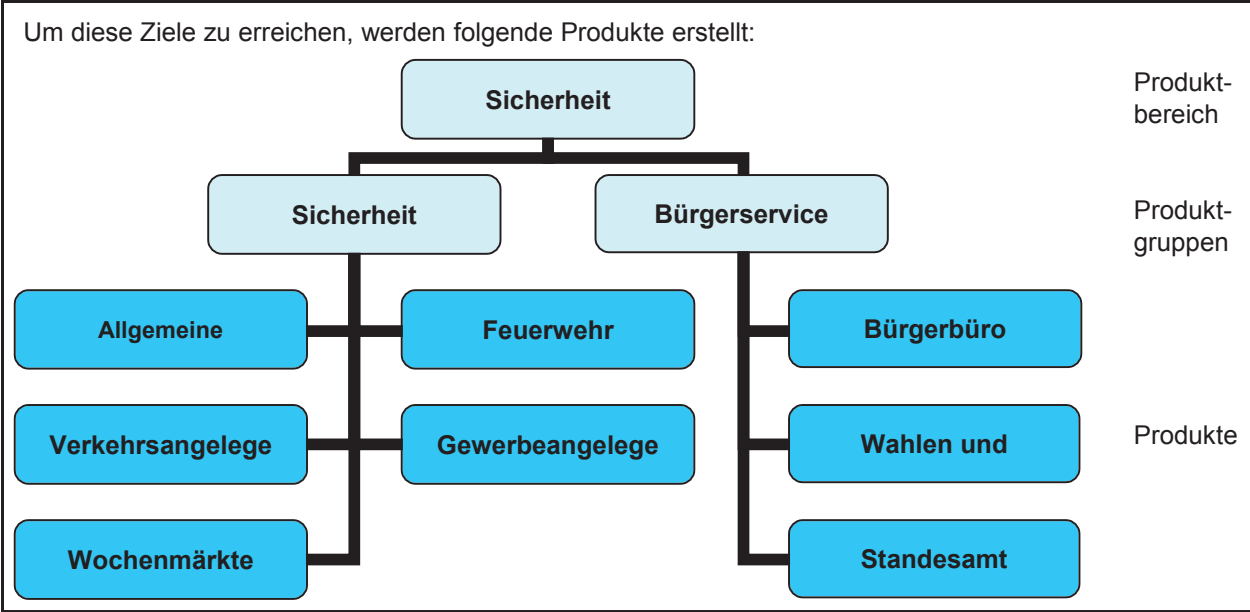 Um diese Ziele zu erreichen, werden folgende Produkte erstellt:
Sicherheit
Produkt-
bereich
Sicherheit
Bürgerservice
Produkt-
gruppen
Allgemeine
Feuerwehr
Bürgerbüro
Verkehrsangelege
Gewerbeangelege
Wahlen und
Produkte
Wochenmärkte
Standesamt